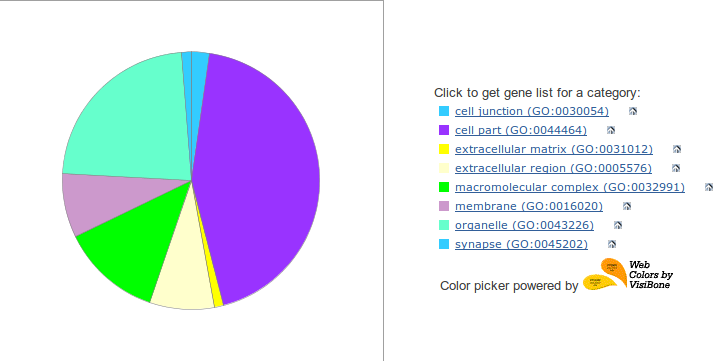 Click to get gene list for a category:
cell junction (GO:0030054)
cell part (GO:0044464)
extracellular matrix (GO:0031012)
extracellular region (GO:0005576)
macromolecular complex (GO:0032991)
membrane (GO:0016020)
organelle (GO:0043226)
synapse (GO:0045202)
Color picker powered by
Web
Colors by
VisiBone